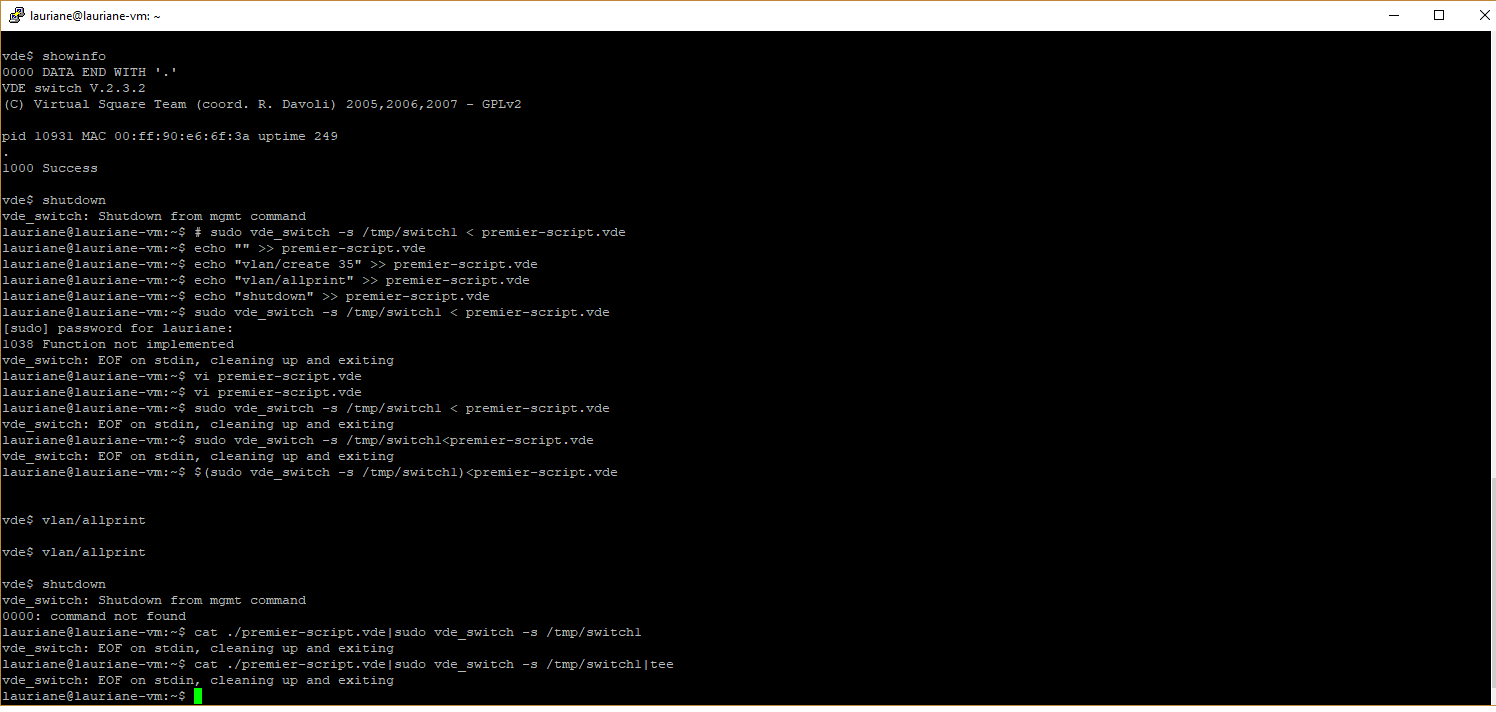 lauriane@lauriane-vm: ~
vde$ showinfo
0000 DATA END WITH '.'
VDE switch V.2.3.2
(C) Virtual Square Team (coord. R. Davoli) 2005,2006,2007 - GPLv2
pid 10931 MAC 00:ff:90:e6:6f:3a uptime 249
.
1000 Success
vde$ shutdown
vde_switch: Shutdown from mgmt command
lauriane@lauriane-vm:~$ # sudo vde_switch -s /tmp/switch1 < premier-script.vde
lauriane@lauriane-vm:~$ echo "" >> premier-script.vde
lauriane@lauriane-vm:~$ echo "vlan/create 35" >> premier-script.vde
lauriane@lauriane-vm:~$ echo "vlan/allprint" >> premier-script.vde
lauriane@lauriane-vm:~$ echo "shutdown" >> premier-script.vde
lauriane@lauriane-vm:~$ sudo vde_switch -s /tmp/switch1 < premier-script.vde
[sudo] password for lauriane:
1038 Function not implemented
vde_switch: EOF on stdin, cleaning up and exiting
lauriane@lauriane-vm:~$ vi premier-script.vde
lauriane@lauriane-vm:~$ vi premier-script.vde
lauriane@lauriane-vm:~$ sudo vde_switch -s /tmp/switch1 < premier-script.vde
vde_switch: EOF on stdin, cleaning up and exiting
lauriane@lauriane-vm:~$ sudo vde_switch -s /tmp/switch1<premier-script.vde
vde_switch: EOF on stdin, cleaning up and exiting
lauriane@lauriane-vm:~$ $(sudo vde_switch -s /tmp/switch1)<premier-script.vde
vde$ vlan/allprint
vde$ vlan/allprint
vde$ shutdown
vde_switch: Shutdown from mgmt command
0000: command not found
lauriane@lauriane-vm:~$ cat ./premier-script.vde|sudo vde_switch -s /tmp/switch1
vde_switch: EOF on stdin, cleaning up and exiting
lauriane@lauriane-vm:~$ cat ./premier-script.vde|sudo vde_switch -s /tmp/switch1|tee
vde_switch: EOF on stdin, cleaning up and exiting
lauriane@lauriane-vm:~$